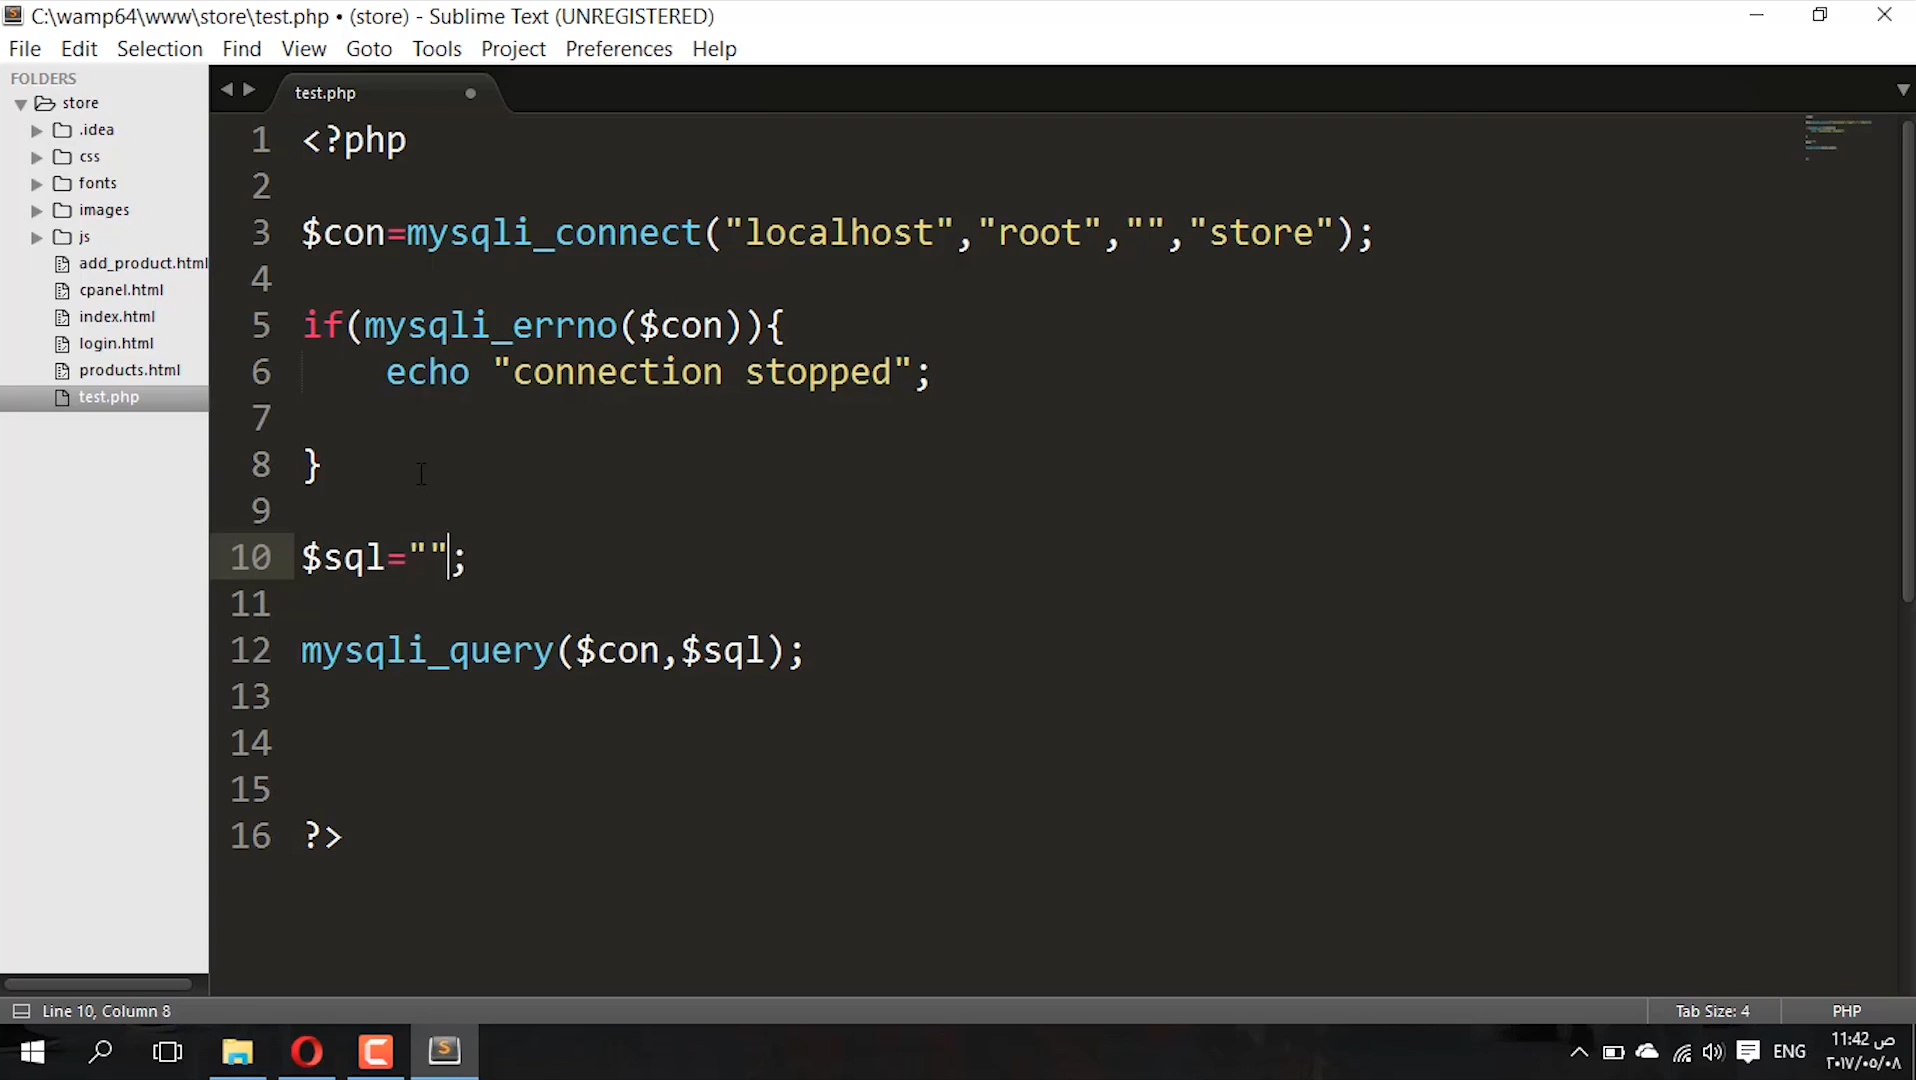 C:\wamp64\www\store\test.php • (store) - Sublime Text (UNREGISTERED)
File Edit Selection Find View Goto Tools Project Preferences Help
FOLDERS
store
.idea
css
fonts
images
js
add_product.html
cpanel.html
index.html
login.html
products.html
test.php
test.php
1 <?php
2
3 $con=mysqli_connect("localhost","root","","store");
4
5 if(mysqli_errno($con)){
6 echo "connection stopped";
7
8 }
9
10 $sql="";
11
12 mysqli_query($con,$sql);
13
14
15
16 ?>
Line 10, Column 8
Tab Size: 4
PHP
ENG
11:42 ص
٢٠١٧/٠٥/٠٨